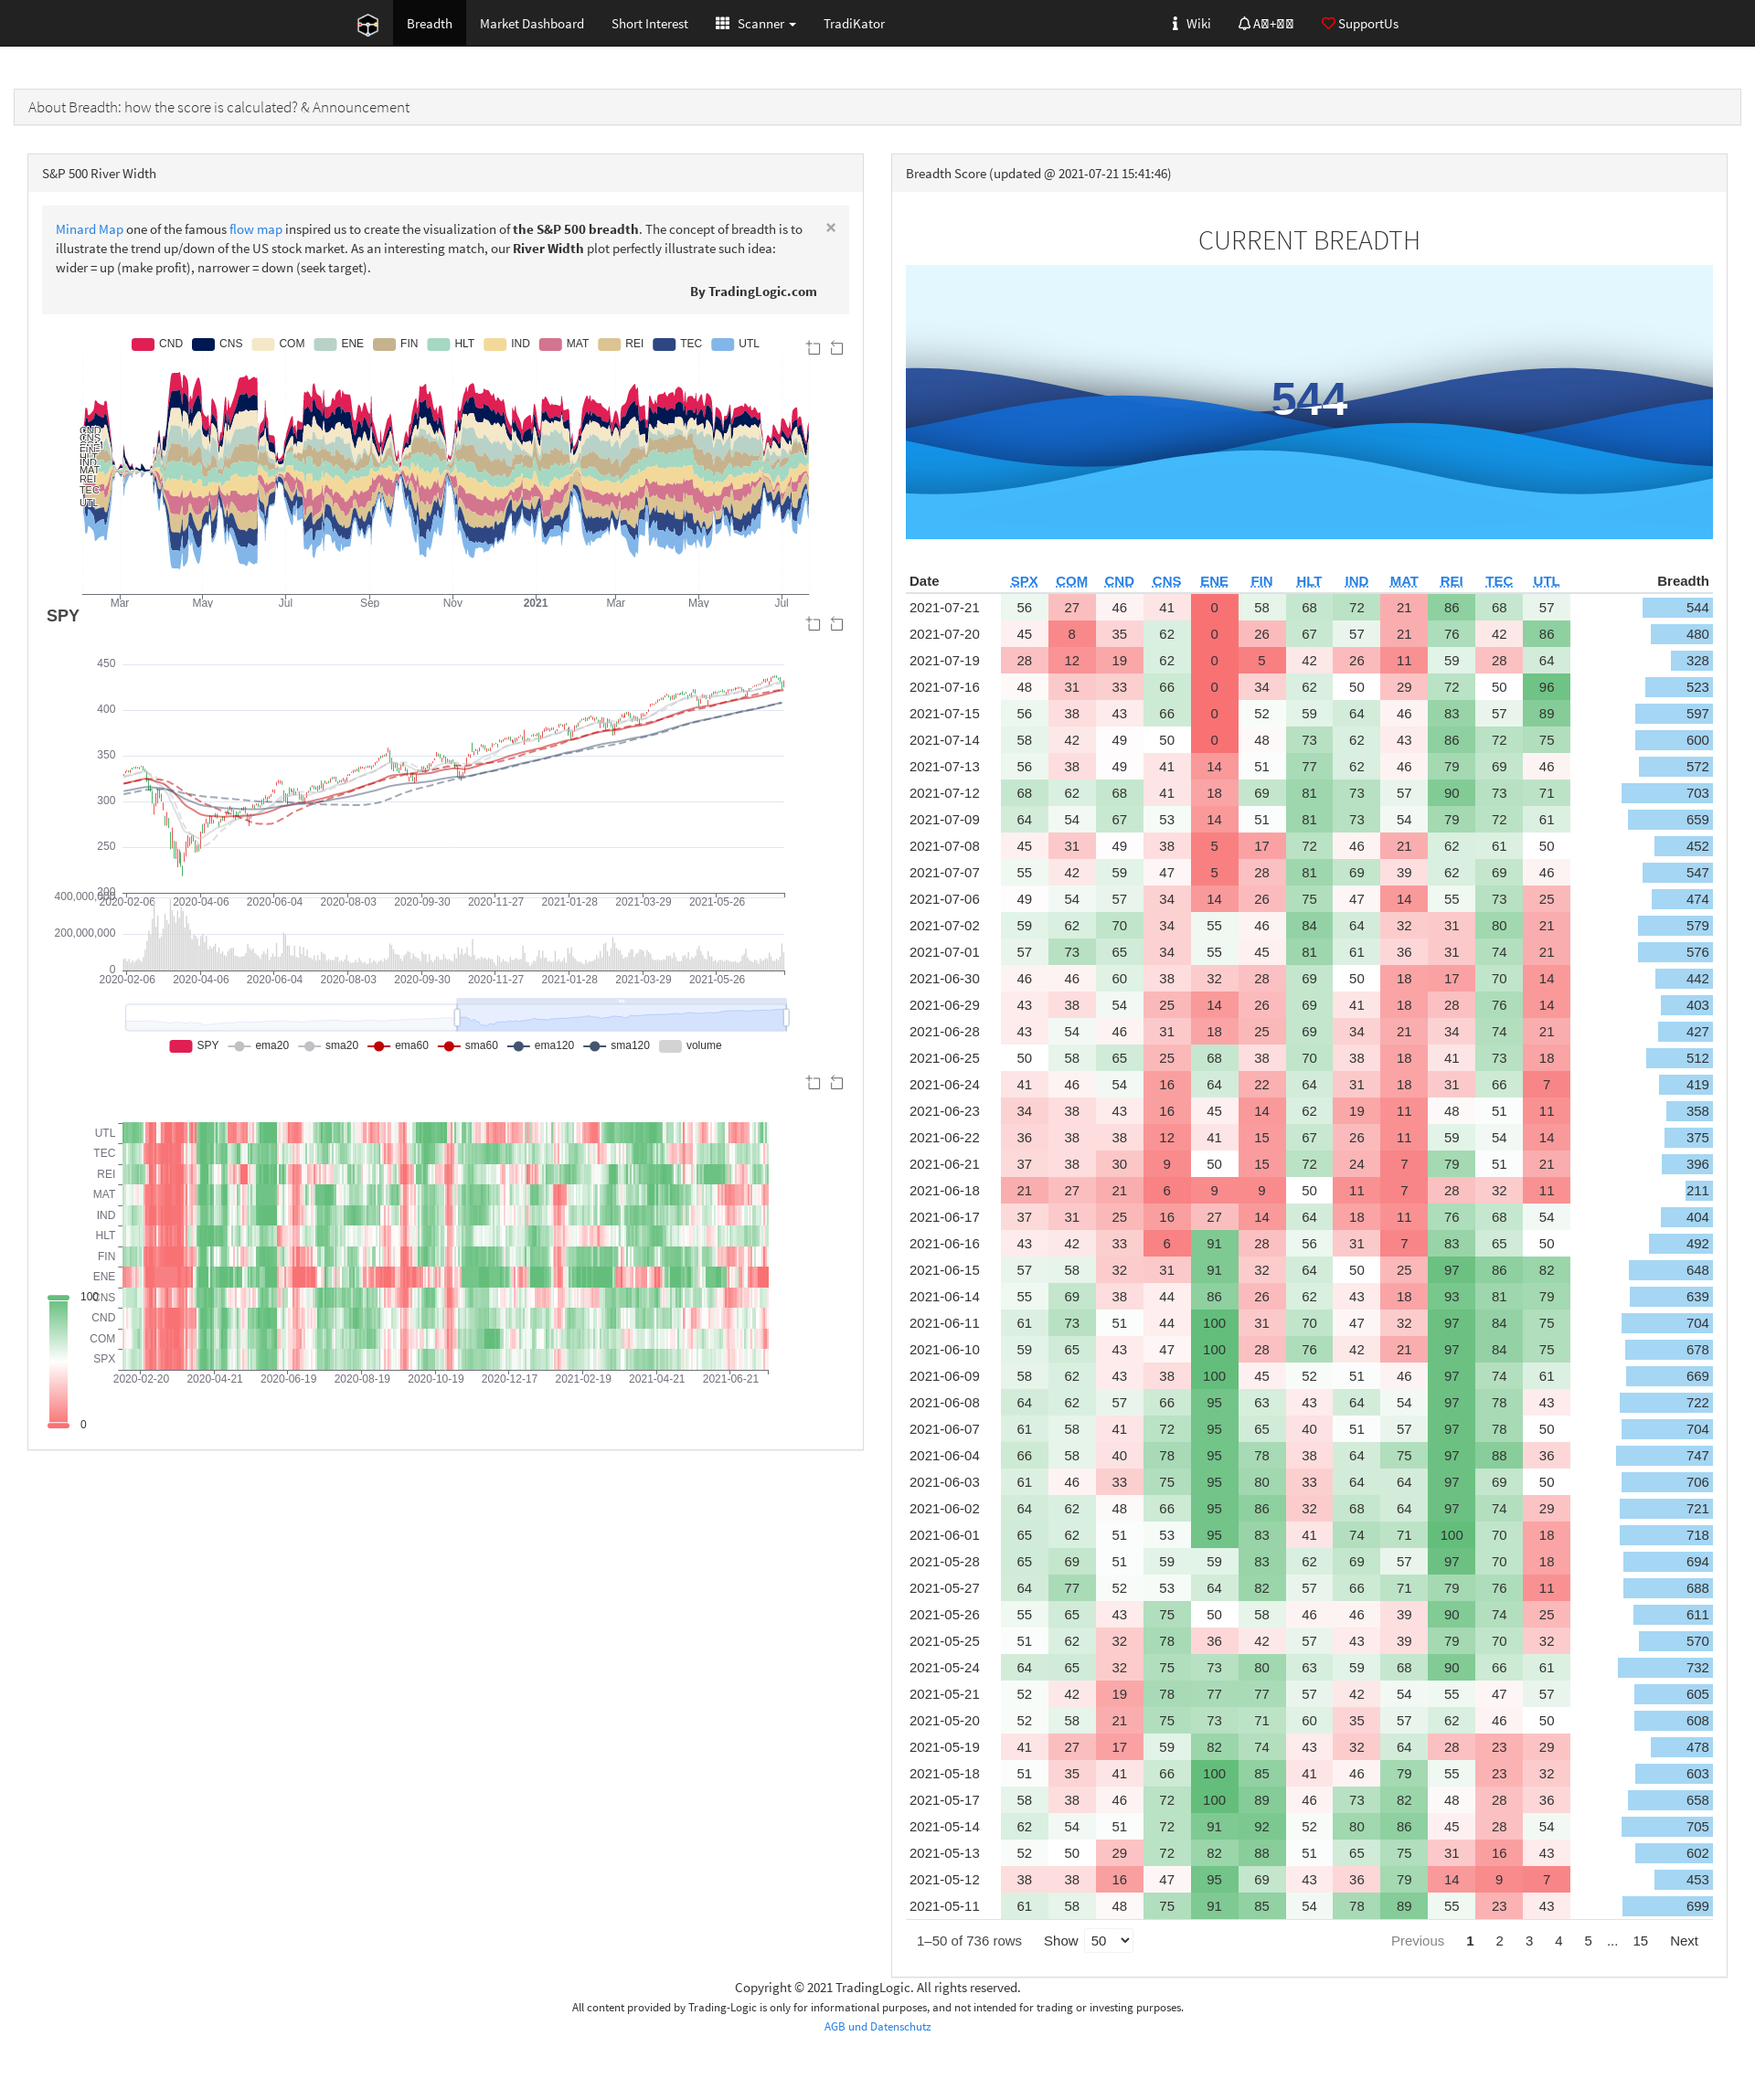 Breadth Market Dashboard Short Interest Scanner TradiKator Wiki SupportUs
About Breadth: how the score is calculated? & Announcement
S&P 500 River Width
Minard Map one of the famous flow map inspired us to create the visualization of the S&P 500 breadth. The concept of breadth is to
illustrate the trend up/down of the US stock market. As an interesting match, our River Width plot perfectly illustrate such idea:
wider = up (make profit), narrower = down (seek target).
×
By TradingLogic.com
CND CNS COM ENE FIN HLT IND MAT REI TEC UTL
CND
CNS
FIN
HLT
IND
MAT
REI
TEC
UTL
Mar May Jul Sep Nov 2021 Mar May Jul
SPY
450
400
350
300
250
200
2020-02-06 2020-04-06 2020-06-04 2020-08-03 2020-09-30 2020-11-27 2021-01-28 2021-03-29 2021-05-26
400,000,000
200,000,000
0
2020-02-06 2020-04-06 2020-06-04 2020-08-03 2020-09-30 2020-11-27 2021-01-28 2021-03-29 2021-05-26
SPY ema20 sma20 ema60 sma60 ema120 sma120 volume
UTL
TEC
REI
MAT
IND
HLT
FIN
ENE
CNS
CND
COM
SPX
2020-02-20 2020-04-21 2020-06-19 2020-08-19 2020-10-19 2020-12-17 2021-02-19 2021-04-21 2021-06-21
100
0
Breadth Score (updated @ 2021-07-21 15:41:46)
CURRENT BREADTH
544
Date SPX COM CND CNS ENE FIN HLT IND MAT REI TEC UTL Breadth
2021-07-21 56 27 46 41 0 58 68 72 21 86 68 57 544
2021-07-20 45 8 35 62 0 26 67 57 21 76 42 86 480
2021-07-19 28 12 19 62 0 5 42 26 11 59 28 64 328
2021-07-16 48 31 33 66 0 34 62 50 29 72 50 96 523
2021-07-15 56 38 43 66 0 52 59 64 46 83 57 89 597
2021-07-14 58 42 49 50 0 48 73 62 43 86 72 75 600
2021-07-13 56 38 49 41 14 51 77 62 46 79 69 46 572
2021-07-12 68 62 68 41 18 69 81 73 57 90 73 71 703
2021-07-09 64 54 67 53 14 51 81 73 54 79 72 61 659
2021-07-08 45 31 49 38 5 17 72 46 21 62 61 50 452
2021-07-07 55 42 59 47 5 28 81 69 39 62 69 46 547
2021-07-06 49 54 57 34 14 26 75 47 14 55 73 25 474
2021-07-02 59 62 70 34 55 46 84 64 32 31 80 21 579
2021-07-01 57 73 65 34 55 45 81 61 36 31 74 21 576
2021-06-30 46 46 60 38 32 28 69 50 18 17 70 14 442
2021-06-29 43 38 54 25 14 26 69 41 18 28 76 14 403
2021-06-28 43 54 46 31 18 25 69 34 21 34 74 21 427
2021-06-25 50 58 65 25 68 38 70 38 18 41 73 18 512
2021-06-24 41 46 54 16 64 22 64 31 18 31 66 7 419
2021-06-23 34 38 43 16 45 14 62 19 11 48 51 11 358
2021-06-22 36 38 38 12 41 15 67 26 11 59 54 14 375
2021-06-21 37 38 30 9 50 15 72 24 7 79 51 21 396
2021-06-18 21 27 21 6 9 9 50 11 7 28 32 11 211
2021-06-17 37 31 25 16 27 14 64 18 11 76 68 54 404
2021-06-16 43 42 33 6 91 28 56 31 7 83 65 50 492
2021-06-15 57 58 32 31 91 32 64 50 25 97 86 82 648
2021-06-14 55 69 38 44 86 26 62 43 18 93 81 79 639
2021-06-11 61 73 51 44 100 31 70 47 32 97 84 75 704
2021-06-10 59 65 43 47 100 28 76 42 21 97 84 75 678
2021-06-09 58 62 43 38 100 45 52 51 46 97 74 61 669
2021-06-08 64 62 57 66 95 63 43 64 54 97 78 43 722
2021-06-07 61 58 41 72 95 65 40 51 57 97 78 50 704
2021-06-04 66 58 40 78 95 78 38 64 75 97 88 36 747
2021-06-03 61 46 33 75 95 80 33 64 64 97 69 50 706
2021-06-02 64 62 48 66 95 86 32 68 64 97 74 29 721
2021-06-01 65 62 51 53 95 83 41 74 71 100 70 18 718
2021-05-28 65 69 51 59 59 83 62 69 57 97 70 18 694
2021-05-27 64 77 52 53 64 82 57 66 71 79 76 11 688
2021-05-26 55 65 43 75 50 58 46 46 39 90 74 25 611
2021-05-25 51 62 32 78 36 42 57 43 39 79 70 32 570
2021-05-24 64 65 32 75 73 80 63 59 68 90 66 61 732
2021-05-21 52 42 19 78 77 77 57 42 54 55 47 57 605
2021-05-20 52 58 21 75 73 71 60 35 57 62 46 50 608
2021-05-19 41 27 17 59 82 74 43 32 64 28 23 29 478
2021-05-18 51 35 41 66 100 85 41 46 79 55 23 32 603
2021-05-17 58 38 46 72 100 89 46 73 82 48 28 36 658
2021-05-14 62 54 51 72 91 92 52 80 86 45 28 54 705
2021-05-13 52 50 29 72 82 88 51 65 75 31 16 43 602
2021-05-12 38 38 16 47 95 69 43 36 79 14 9 7 453
2021-05-11 61 58 48 75 91 85 54 78 89 55 23 43 699
1–50 of 736 rows Show 50 Previous 1 2 3 4 5 ... 15 Next
Copyright © 2021 TradingLogic. All rights reserved.
All content provided by Trading-Logic is only for informational purposes, and not intended for trading or investing purposes.
AGB und Datenschutz